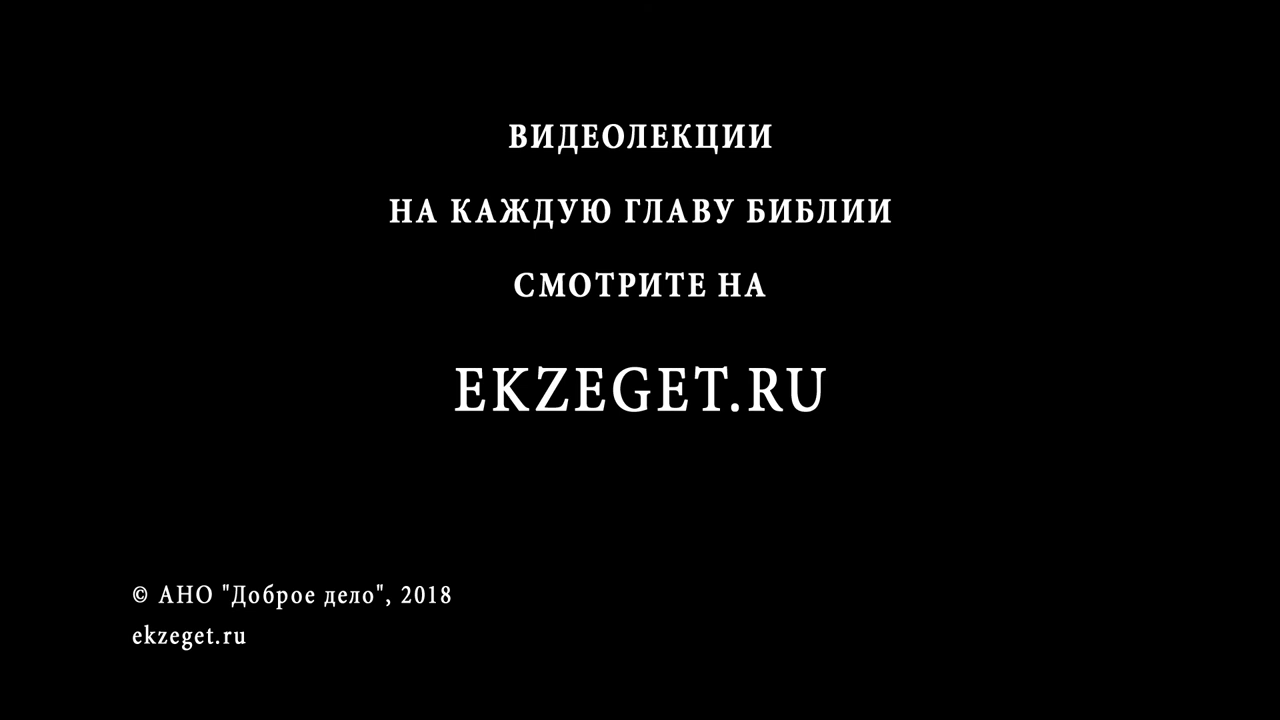 ВИДЕОЛЕКЦИИ
НА КАЖДУЮ ГЛАВУ БИБЛИИ
СМОТРИТЕ НА
EKZEGET.RU
© АНО "Доброе дело", 2018
ekzeget.ru